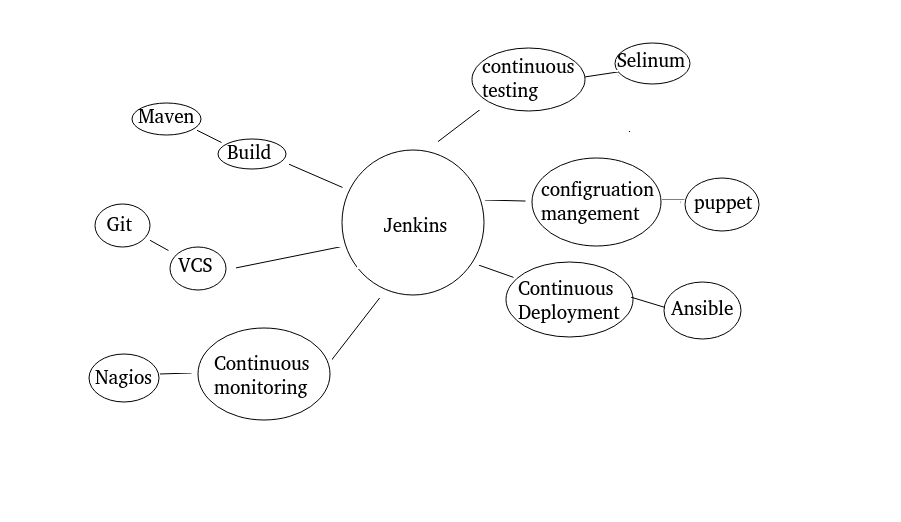 continuous
testing
Selinum
Maven
Build
configruation
mangement
puppet
Git
VCS
Jenkins
Continuous
Deployment
Ansible
Nagios
Continuous
monitoring